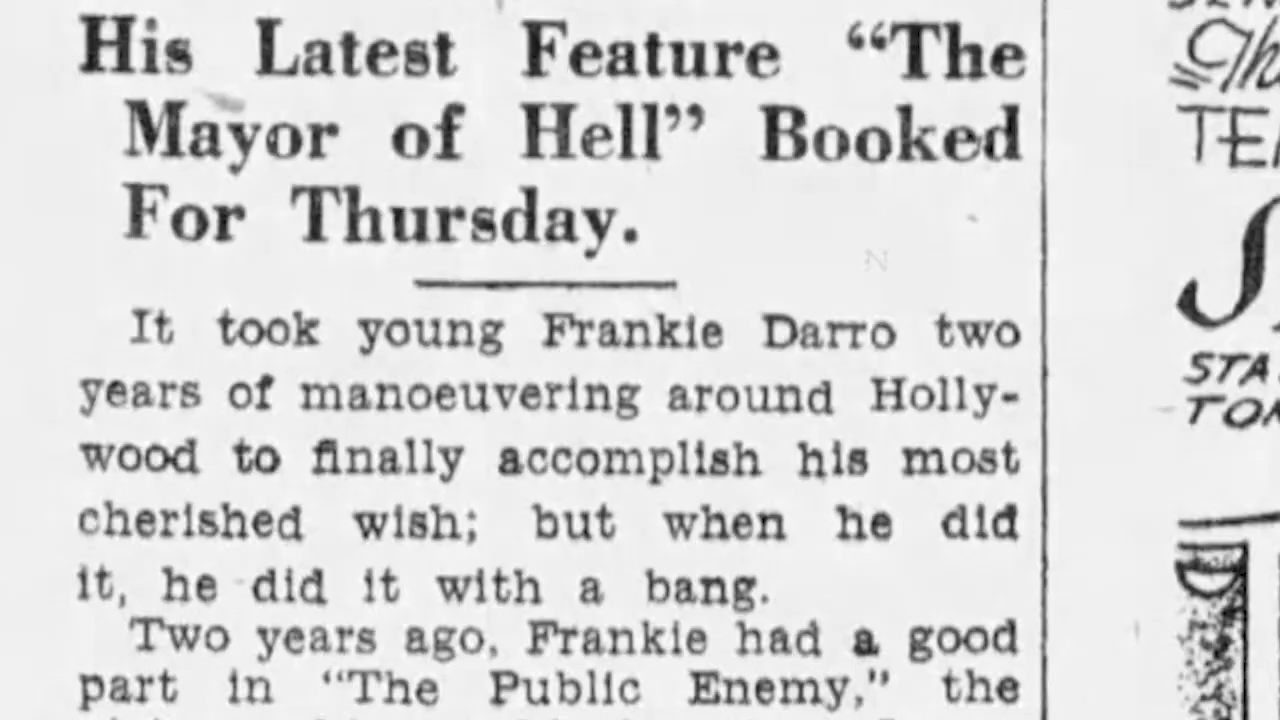 His Latest Feature “The
Mayor of Hell” Booked
For Thursday.
It took young Frankie Darro two
years of manoeuvering around Holly-
wood to finally accomplish his most
cherished wish; but when he did
it, he did it with a bang.
Two years ago, Frankie had a good
part in “The Public Enemy,” the
STA
TE